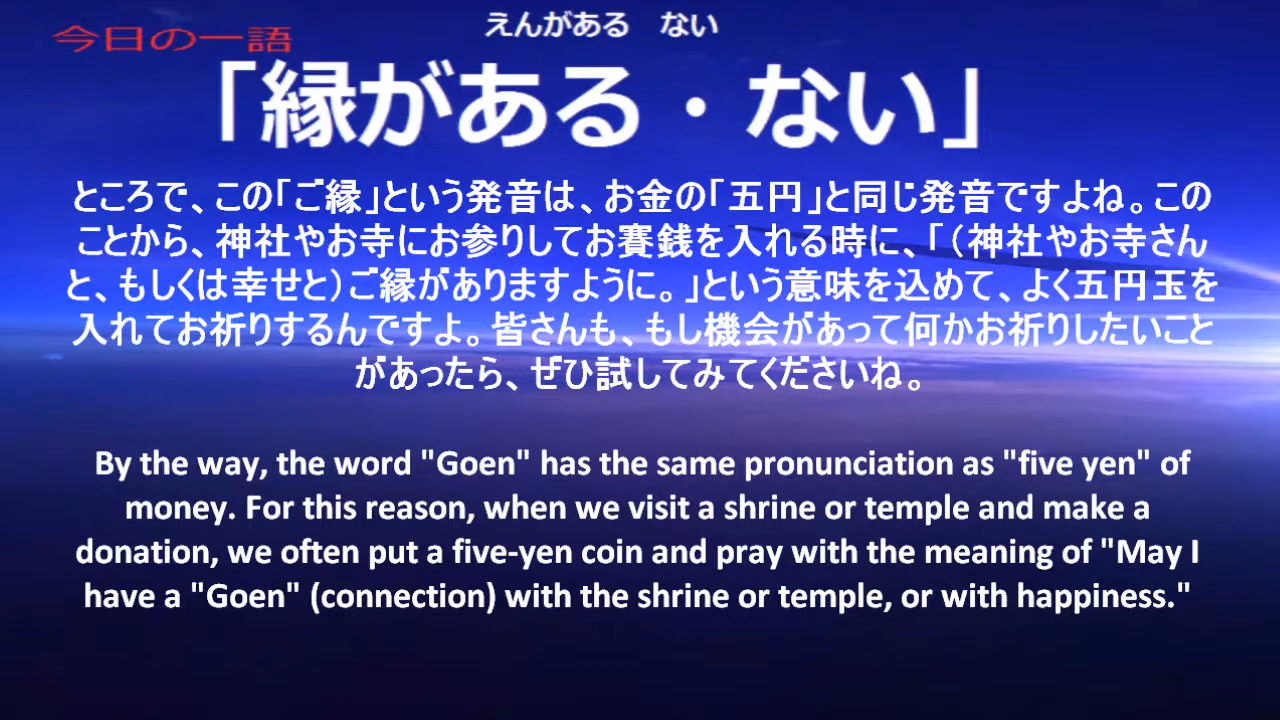 えんがある　ない
今日の一語
「縁がある・ない」
ところで、この「ご縁」という発音は、お金の「五円」と同じ発音ですよね。この
ことから、神社やお寺にお参りしてお賽銭を入れる時に、「（神社やお寺さん
と、もしくは幸せと）ご縁がありますように。」という意味を込めて、よく五円玉を
入れてお祈りするんですよ。皆さんも、もし機会があって何かお祈りしたいこと
があったら、ぜひ試してみてくださいね。
By the way, the word "Goen" has the same pronunciation as "five yen" of
money. For this reason, when we visit a shrine or temple and make a
donation, we often put a five-yen coin and pray with the meaning of "May I
have a "Goen" (connection) with the shrine or temple, or with happiness."